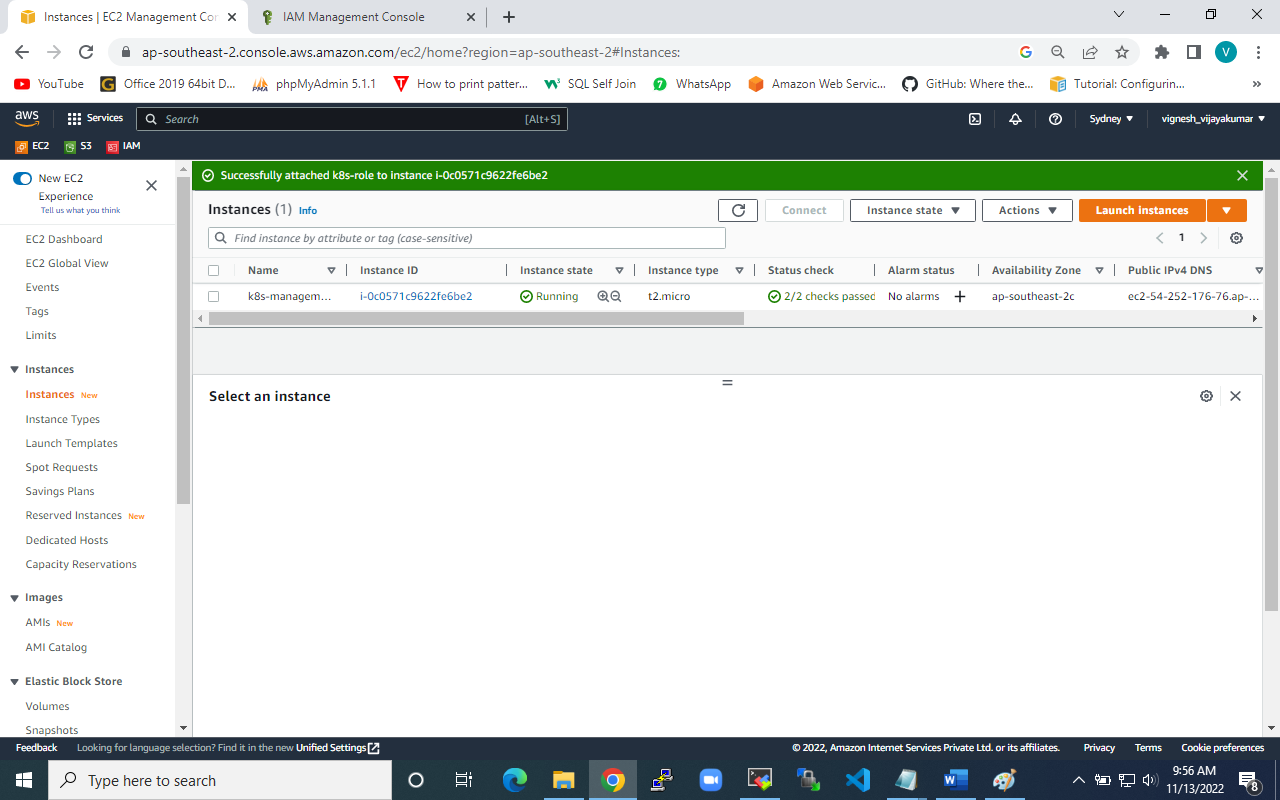 Instances | EC2 Management Con
IAM Management Console
ap-southeast-2.console.aws.amazon.com/ec2/home?region=ap-southeast-2#Instances:
V
YouTube
Office 2019 64bit D...
phpMyAdmin 5.1.1
How to print patter...
SQL Self Join
WhatsApp
Amazon Web Servic...
GitHub: Where the...
Tutorial: Configurin...
aws
Services
Search
[Alt+S]
Sydney
vignesh_vijayakumar
EC2
S3
IAM
New EC2
Experience
Tell us what you think
EC2 Dashboard
EC2 Global View
Events
Tags
Limits
Instances
Instances New
Instance Types
Launch Templates
Spot Requests
Savings Plans
Reserved Instances New
Dedicated Hosts
Capacity Reservations
Images
AMIs New
AMI Catalog
Elastic Block Store
Volumes
Snapshots
Successfully attached k8s-role to instance i-0c0571c9622fe6be2
Instances (1) Info
Connect
Instance state
Actions
Launch instances
Find instance by attribute or tag (case-sensitive)
1
Name
Instance ID
Instance state
Instance type
Status check
Alarm status
Availability Zone
Public IPv4 DNS
k8s-managem...
i-0c0571c9622fe6be2
Running
t2.micro
2/2 checks passed
No alarms
ap-southeast-2c
ec2-54-252-176-76.ap-...
Select an instance
Feedback
Looking for language selection? Find it in the new Unified Settings
© 2022, Amazon Internet Services Private Ltd. or its affiliates.
Privacy
Terms
Cookie preferences
Type here to search
9:56 AM
11/13/2022
8